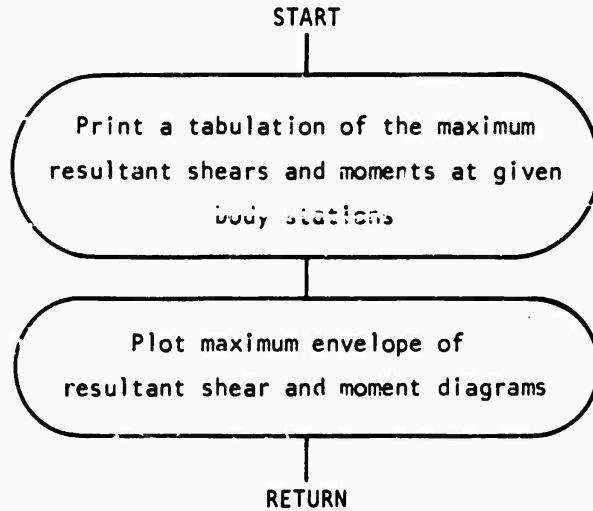 START
Print a tabulation of the maximum
resultant shears and moments at given
body stations
Plot maximum envelope of
resultant shear and moment diagrams
RETURN